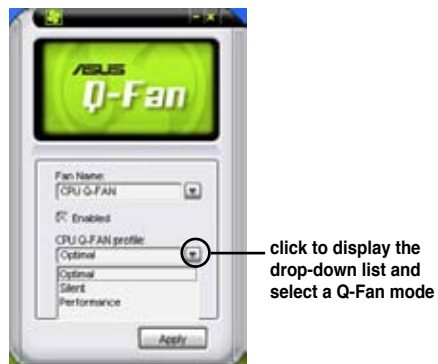 ASUS
Q-Fan
Fan Name:
CPU Q-FAN
Enabled
CPU Q-FAN profile:
Optimal
Optimal
Silent
Performance
Apply
click to display the
drop-down list and
select a Q-Fan mode